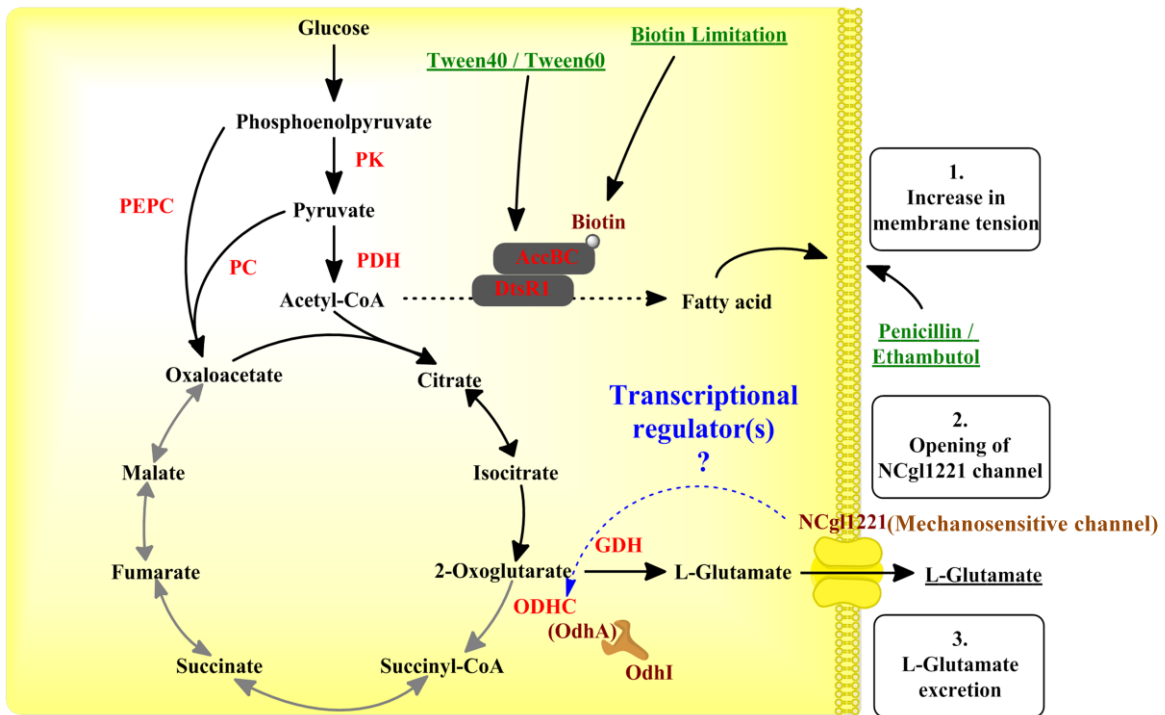 Glucose
Biotin Limitation
Tween40 / Tween60
Phosphoenolpyruvate
PK
1.
Increase in
membrane tension
PEPC
Pyruvate
Biotin
PC
PDH
AccBC
DtsR1
Acetyl-CoA
Fatty acid
Penicillin /
Ethambutol
Oxaloacetate
Citrate
Transcriptional
regulator(s)
?
2.
Opening of
NCgl1221 channel
Malate
Isocitrate
NCgl1221(Mechanosensitive channel)
GDH
Fumarate
2-Oxoglutarate
L-Glutamate
L-Glutamate
ODHC
(OdhA)
OdhI
Succinate
Succinyl-CoA
3.
L-Glutamate
excretion